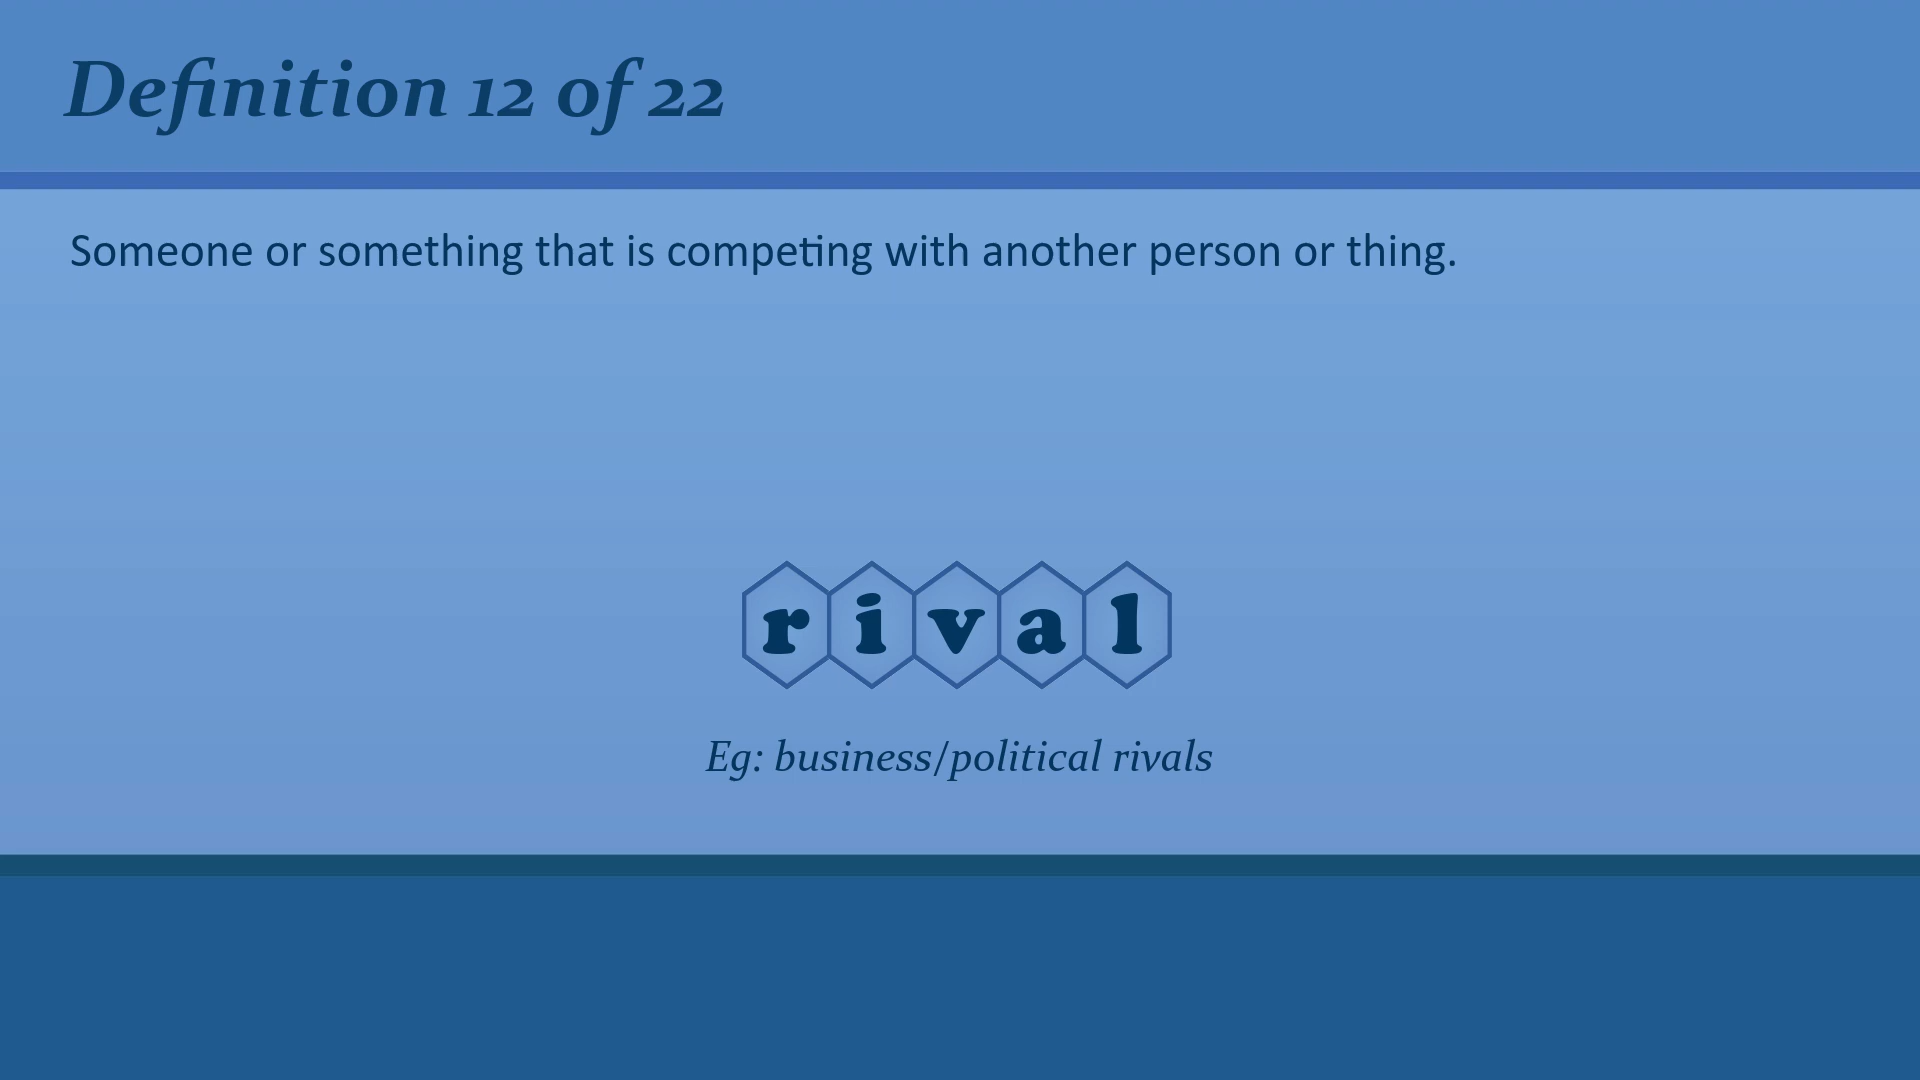 Definition 12 of 22
Someone or something that is competing with another person or thing.
rival
Eg: business/political rivals